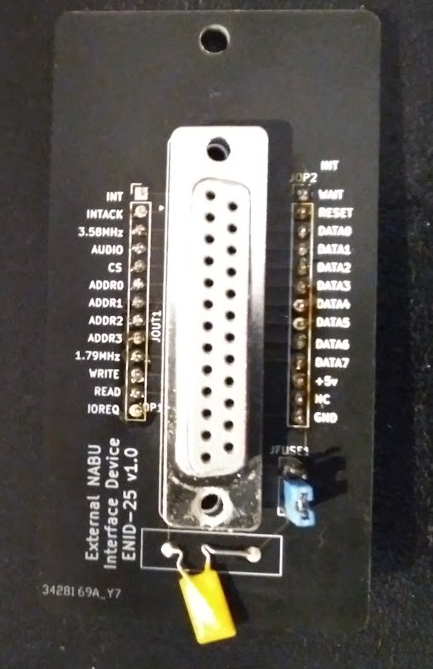 INT
INTACK
3.58MHz
AUDIO
CS
ADDR0
ADDR1
ADDR2
ADDR3
1.79MHz
WRITE
READ
IOREQ
JOUT1
INT
JOP2
WAIT
RESET
DATA0
DATA1
DATA2
DATA3
DATA4
DATA5
DATA6
DATA7
+5v
NC
GND
External NABU
Interface Device
ENID-25 v1.0
3428169A_Y7